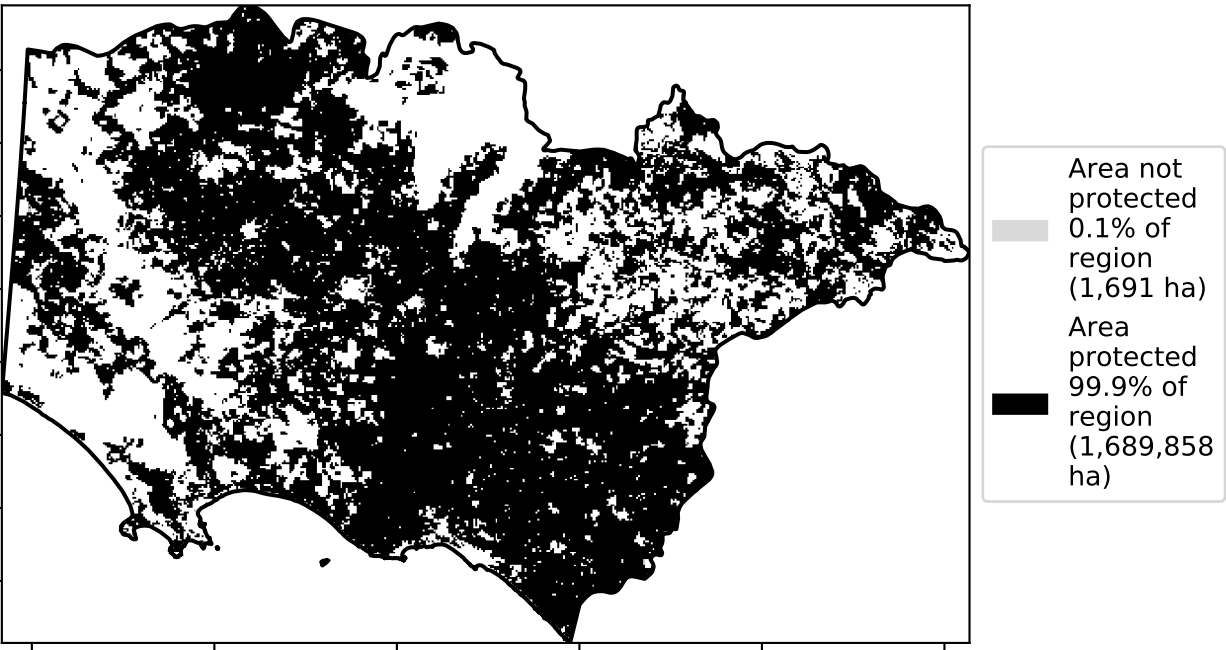 Area not
protected
0.1% of
region
(1,691 ha)
Area
protected
99.9% of
region
(1,689,858
ha)